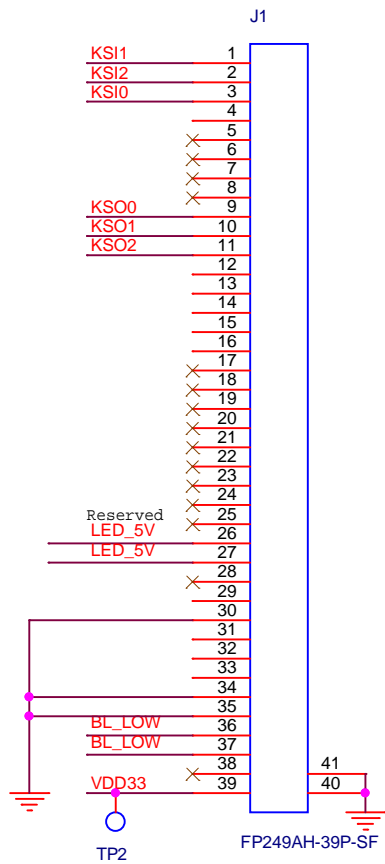 J1
KSI1 1
KSI2 2
KSI0 3
4
5
6
7
8
KSO0 9
KSO1 10
KSO2 11
12
13
14
15
16
17
18
19
20
21
22
23
24
Reserved 25
LED_5V 26
LED_5V 27
28
29
30
31
32
33
34
35
BL_LOW 36
BL_LOW 37
38 41
VDD33 39 40
TP2 FP249AH-39P-SF